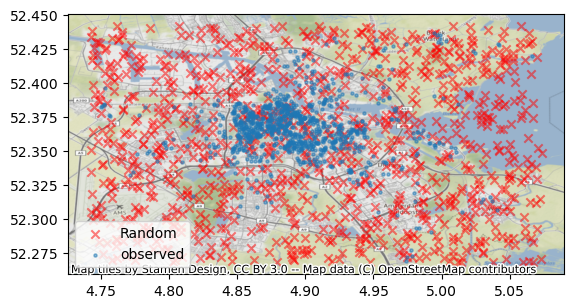 52.450
52.425
52.400
52.375
52.350
52.325
52.300
52.275
Random
observed
Map tiles by Stamen Design, CC BY 3.0 -- Map data (C) OpenStreetMap contributors
4.75 4.80 4.85 4.90 4.95 5.00 5.05